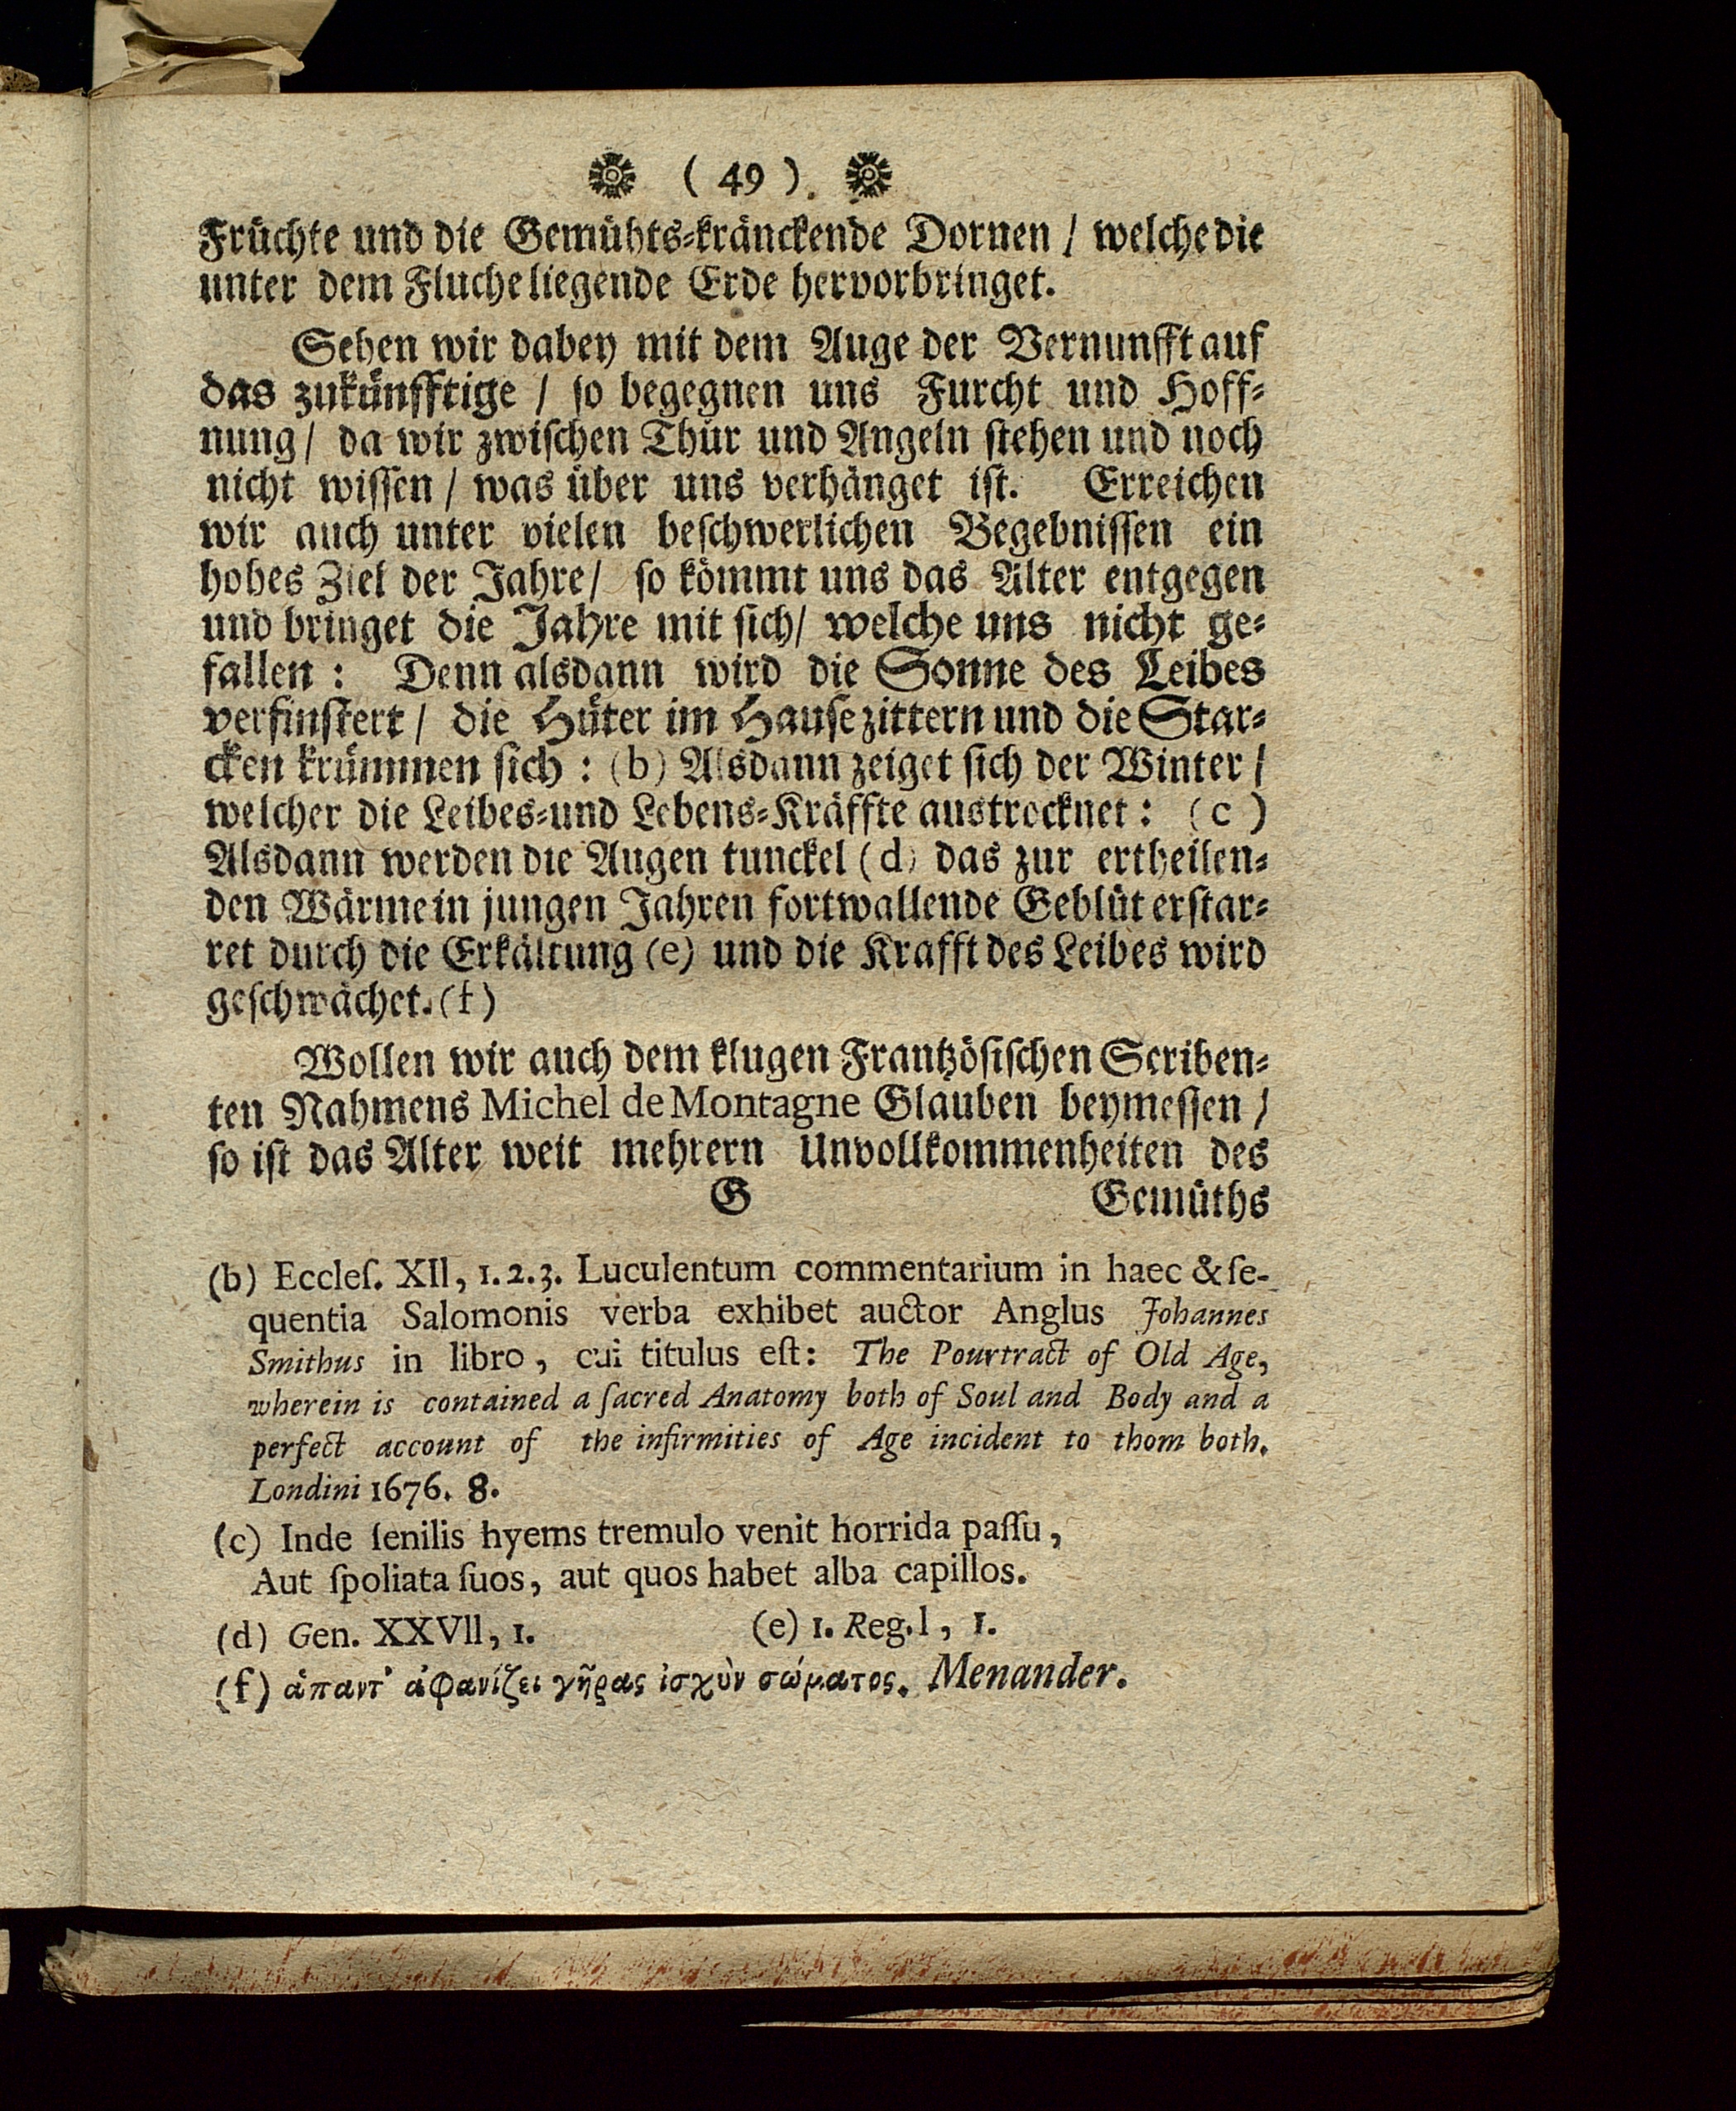 ( 49 ).
Früchte und die Gemühts-kränckende Dornen / welche die
unter dem Fluche liegende Erde hervorbringet.
Sehen wir dabey mit dem Auge der Vernunfft auf
das zukünfftige / so begegnen uns Furcht und Hoff-
nung / da wir zwischen Thür und Angeln stehen und noch
nicht wissen / was über uns verhänget ist. Erreichen
wir auch unter vielen beschwerlichen Begebnissen ein
hohes Ziel der Jahre / so kömmt uns das Alter entgegen
und bringet die Jahre mit sich / welche uns nicht ge-
fallen : Denn alsdann wird die Sonne des Leibes
verfinstert / die Hüter im Hause zittern und die Star-
cken krümmen sich : (b) Alsdann zeiget sich der Winter /
welcher die Leibes-und Lebens-Kräffte austrocknet : (c)
Alsdann werden die Augen tunckel (d) das zur ertheilen-
den Wärme in jungen Jahren fortwallende Geblüt erstar-
ret durch die Erkältung (e) und die Krafft des Leibes wird
geschwächet. (f)
Wollen wir auch dem klugen Frantzösischen Scriben-
ten Nahmens Michel de Montagne Glauben beymessen /
so ist das Alter weit mehrern Unvollkommenheiten des
G Gemüths
(b) Eccleſ. XII, 1.2.3. Luculentum commentarium in haec & ſe-
quentia Salomonis verba exhibet auctor Anglus Johannes
Smithus in libro, cui titulus eſt: The Pourtract of Old Age,
wherein is contained a ſacred Anatomy both of Soul and Body and a
perfect account of the infirmities of Age incident to thom both.
Londini 1676. 8.
(c) Inde ſenilis hyems tremulo venit horrida paſſu,
Aut ſpoliata ſuos, aut quos habet alba capillos.
(d) Gen. XXVII, 1. (e) 1. Reg. I, 1.
(f) ἁπαντ' ἀφανίζει γῆρας ἰσχὺν σώματος. Menander.